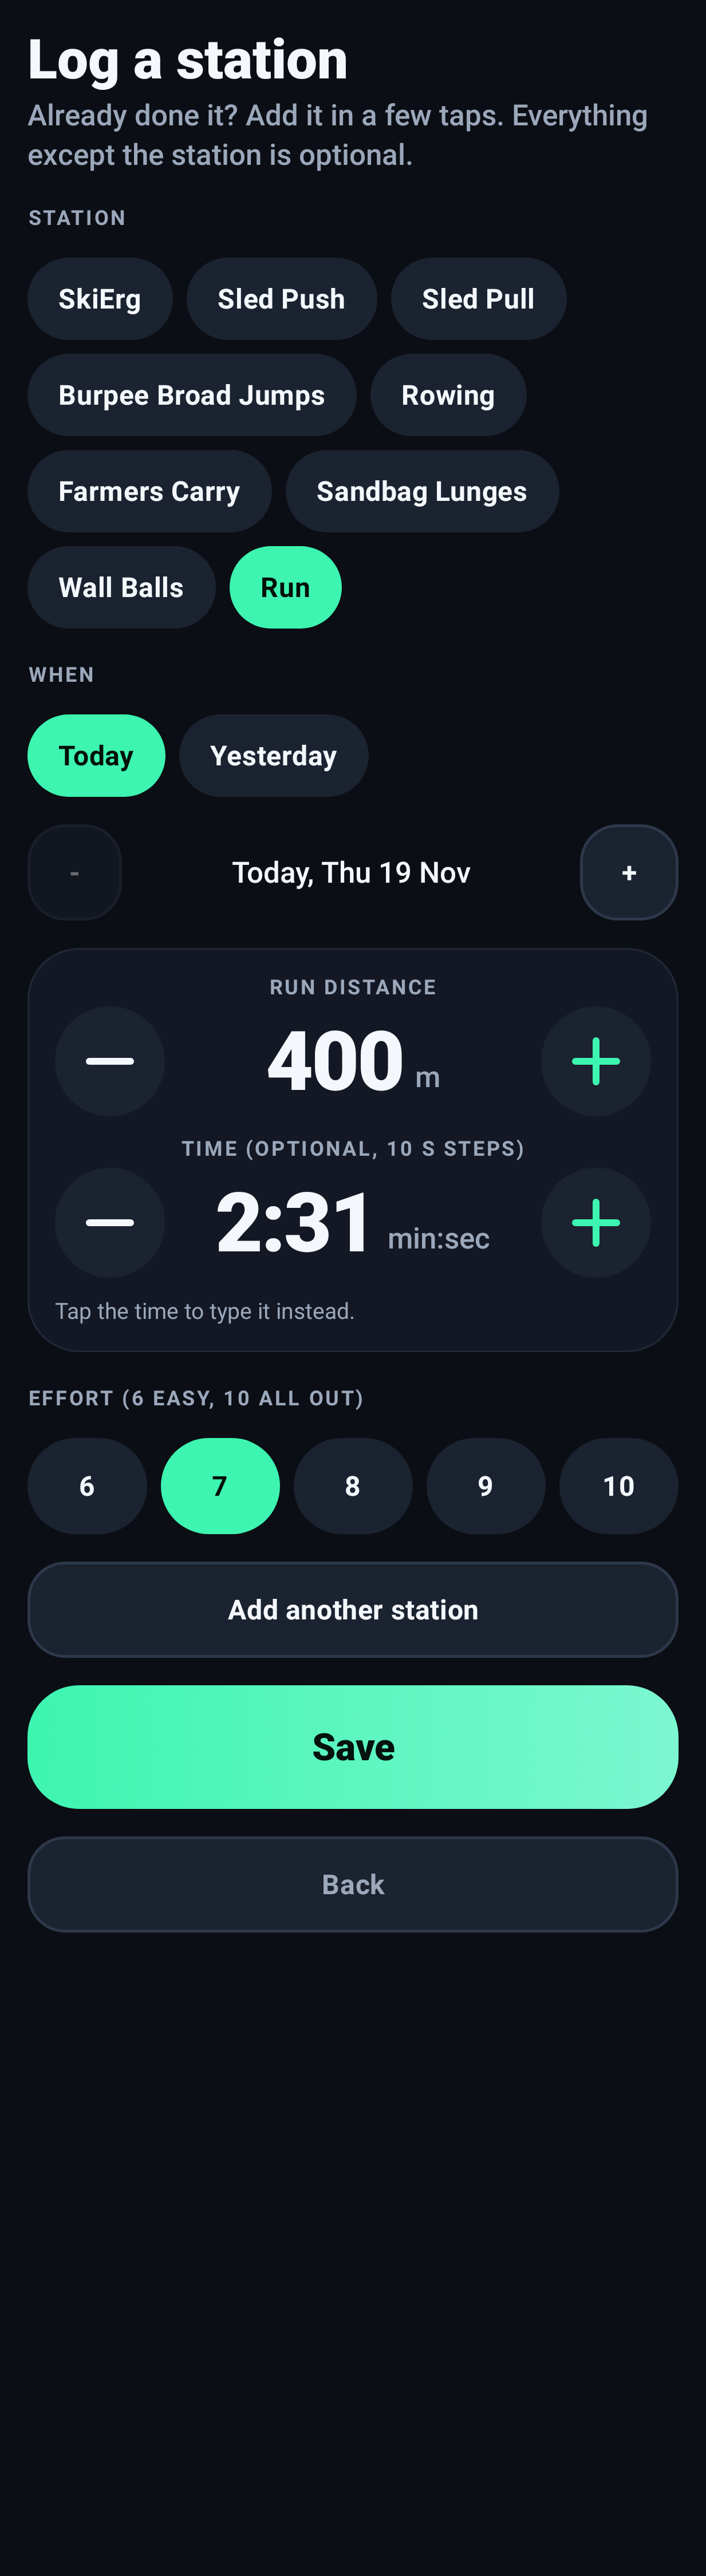 Log a station
Already done it? Add it in a few taps. Everything
except the station is optional.
STATION
SkiErg Sled Push Sled Pull
Burpee Broad Jumps Rowing
Farmers Carry Sandbag Lunges
Wall Balls Run
WHEN
Today Yesterday
- Today, Thu 19 Nov +
RUN DISTANCE
400 m
TIME (OPTIONAL, 10 S STEPS)
2:31 min:sec
Tap the time to type it instead.
EFFORT (6 EASY, 10 ALL OUT)
6 7 8 9 10
Add another station
Save
Back